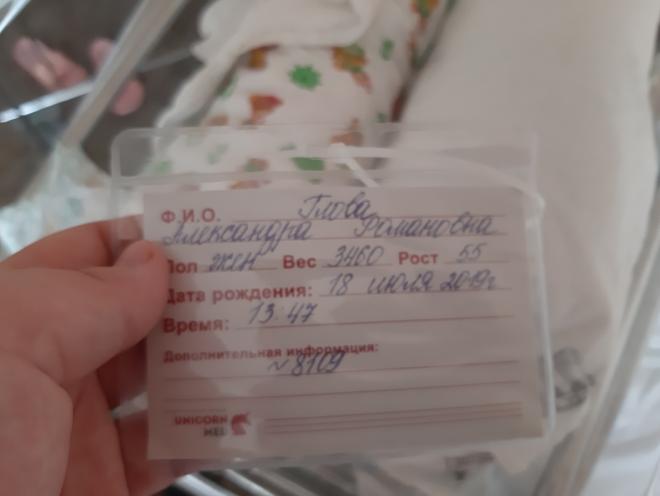 Ф.И.О. Глова
Александра Романовна
Пол жен Вес 3460 Рост 55
Дата рождения: 18 июля 2019г
Время: 13:47
Дополнительная информация:
№8109
UNICORN
MED